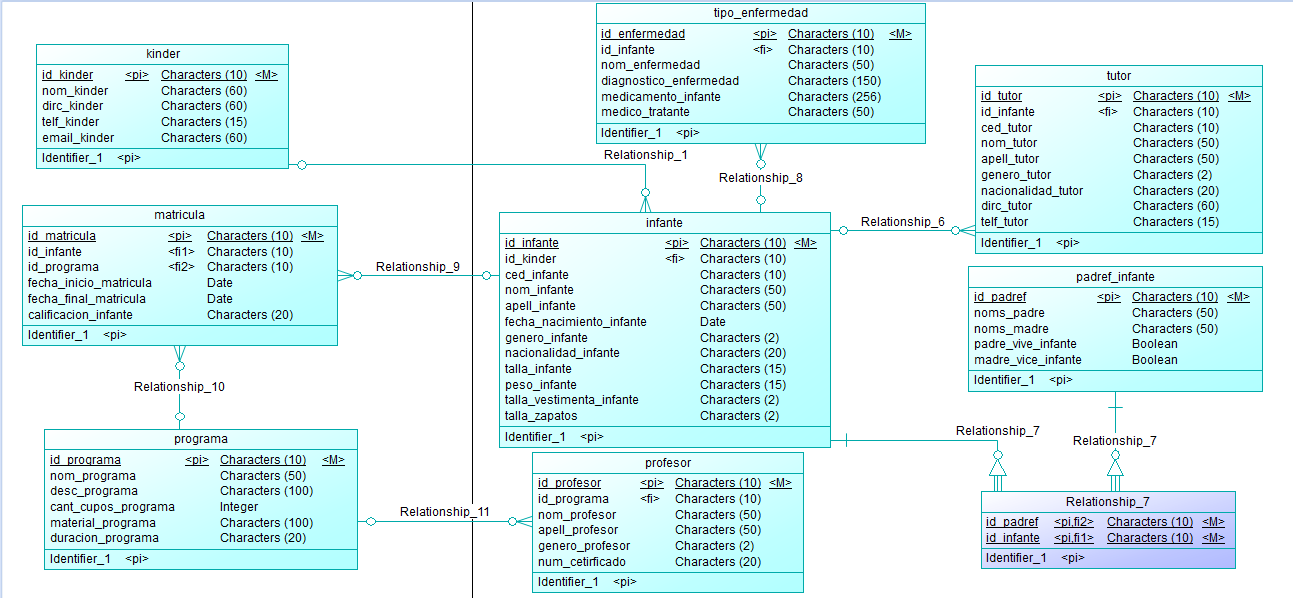 kinder
id_kinder <pi> Characters (10) <M>
nom_kinder Characters (60)
dirc_kinder Characters (60)
telf_kinder Characters (15)
email_kinder Characters (60)
Identifier_1 <pi>
tipo_enfermedad
id_enfermedad <pi> Characters (10) <M>
id_infante <fi> Characters (10)
nom_enfermedad Characters (50)
diagnostico_enfermedad Characters (150)
medicamento_infante Characters (256)
medico_tratante Characters (50)
Identifier_1 <pi>
tutor
id_tutor <pi> Characters (10) <M>
id_infante <fi> Characters (10)
ced_tutor Characters (10)
nom_tutor Characters (50)
apell_tutor Characters (50)
genero_tutor Characters (2)
nacionalidad_tutor Characters (20)
dirc_tutor Characters (60)
telf_tutor Characters (15)
Identifier_1 <pi>
Relationship_1
Relationship_8
Relationship_6
matricula
id_matricula <pi> Characters (10) <M>
id_infante <fi1> Characters (10)
id_programa <fi2> Characters (10)
fecha_inicio_matricula Date
fecha_final_matricula Date
calificacion_infante Characters (20)
Identifier_1 <pi>
Relationship_9
infante
id_infante <pi> Characters (10) <M>
id_kinder <fi> Characters (10)
ced_infante Characters (10)
nom_infante Characters (50)
apell_infante Characters (50)
fecha_nacimiento_infante Date
genero_infante Characters (2)
nacionalidad_infante Characters (20)
talla_infante Characters (15)
peso_infante Characters (15)
talla_vestimenta_infante Characters (2)
talla_zapatos Characters (2)
Identifier_1 <pi>
padref_infante
id_padref <pi> Characters (10) <M>
noms_padre Characters (50)
noms_madre Characters (50)
padre_vive_infante Boolean
madre_vice_infante Boolean
Identifier_1 <pi>
Relationship_10
Relationship_7
Relationship_7
programa
id_programa <pi> Characters (10) <M>
nom_programa Characters (50)
desc_programa Characters (100)
cant_cupos_programa Integer
material_programa Characters (100)
duracion_programa Characters (20)
Identifier_1 <pi>
Relationship_11
profesor
id_profesor <pi> Characters (10) <M>
id_programa <fi> Characters (10)
nom_profesor Characters (50)
apell_profesor Characters (50)
genero_profesor Characters (2)
num_cetirficado Characters (20)
Identifier_1 <pi>
Relationship_7
id_padref <pi,fi2> Characters (10) <M>
id_infante <pi,fi1> Characters (10) <M>
Identifier_1 <pi>